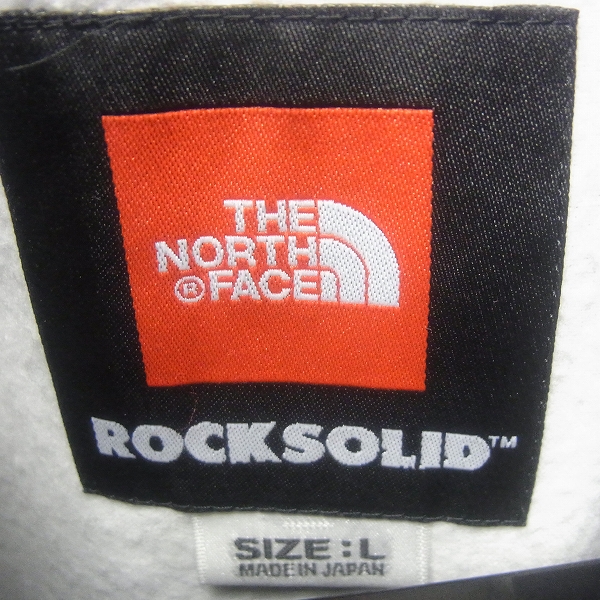 THE
NORTH
® FACE
ROCKSOLID™
SIZE : L
MADE IN JAPAN